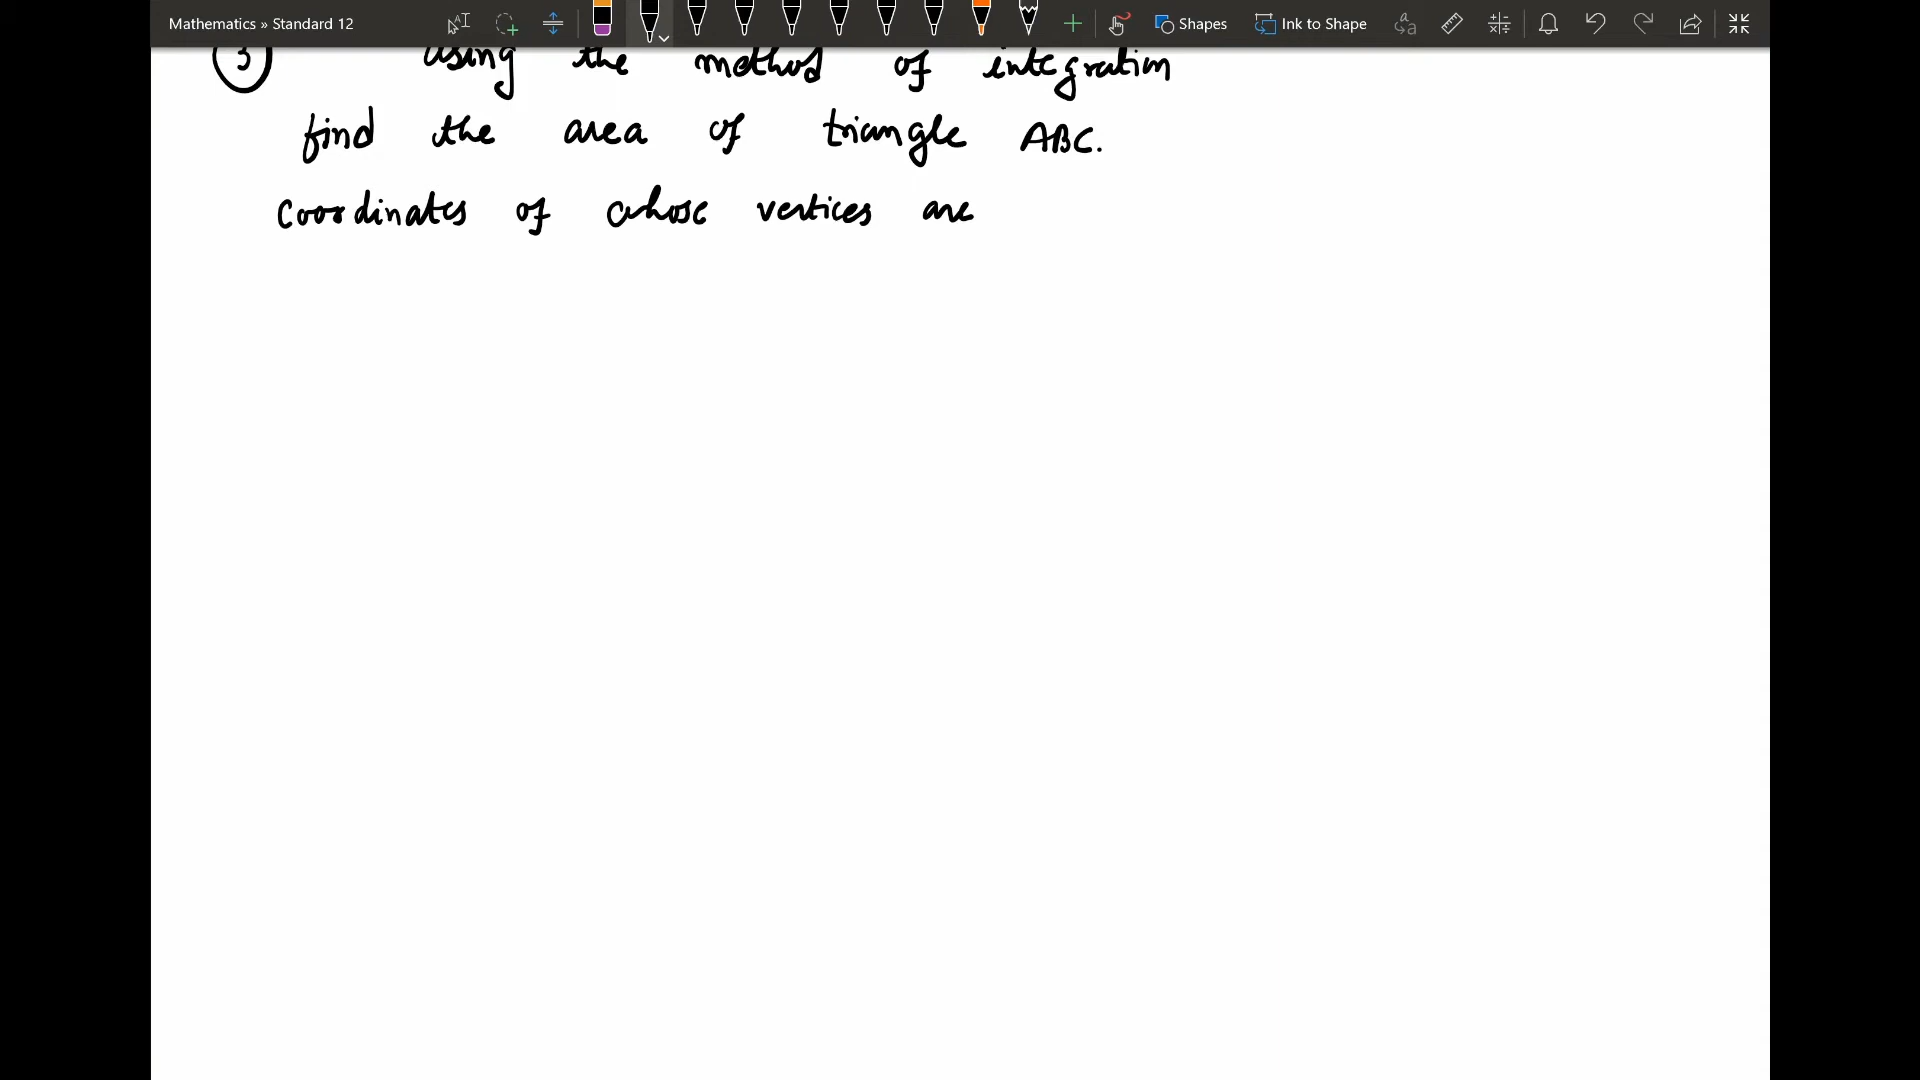 Mathematics » Standard 12
Shapes
Ink to Shape
3 using the method of integration
find the area of triangle ABC.
coordinates of whose vertices are